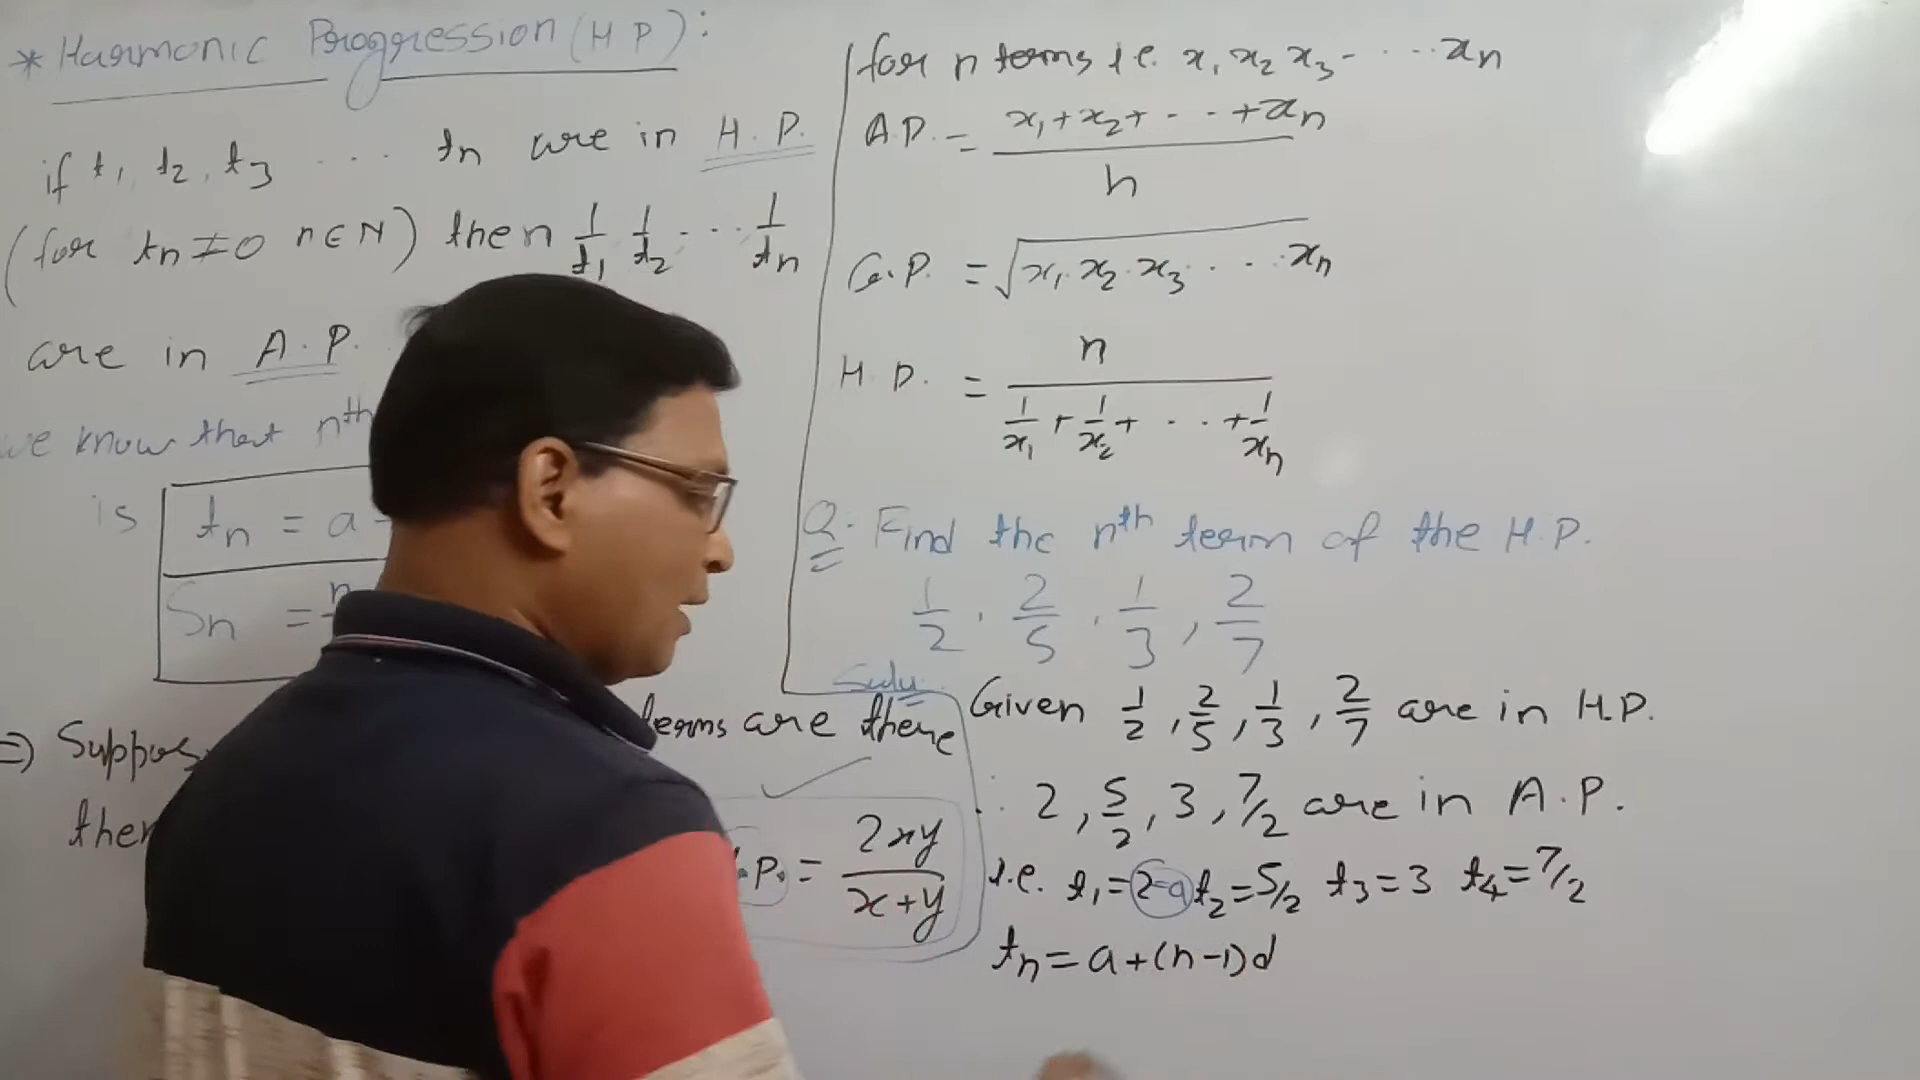 * Harmonic Progression (H P) :
if t₁, t₂, t₃ ... tn are in H.P.
(for tn ≠ 0 n ∈ N) then 1/t₁ 1/t₂ ... 1/tn
are in A.P.
we know that nth
is
tn = a
Sn = n
⇒ Suppos
terms are there
then
P. = 2xy/(x+y)
for n terms i.e. x₁ x₂ x₃ - ... xn
A.P. = (x₁ + x₂ + - .. + xn)/n
G.P. = √(x₁. x₂. x₃ . .. xn)
H.P. = n/(1/x₁ + 1/x₂ + . .. + 1/xn)
Q. Find the nth term of the H.P.
1/2 , 2/5 , 1/3 , 2/7
Soln Given 1/2 , 2/5 , 1/3 , 2/7 are in H.P.
∴ 2 , 5/2 , 3 , 7/2 are in A.P.
i.e. t₁ = 2 = a t₂ = 5/2 t₃ = 3 t₄ = 7/2
tn = a + (n-1)d